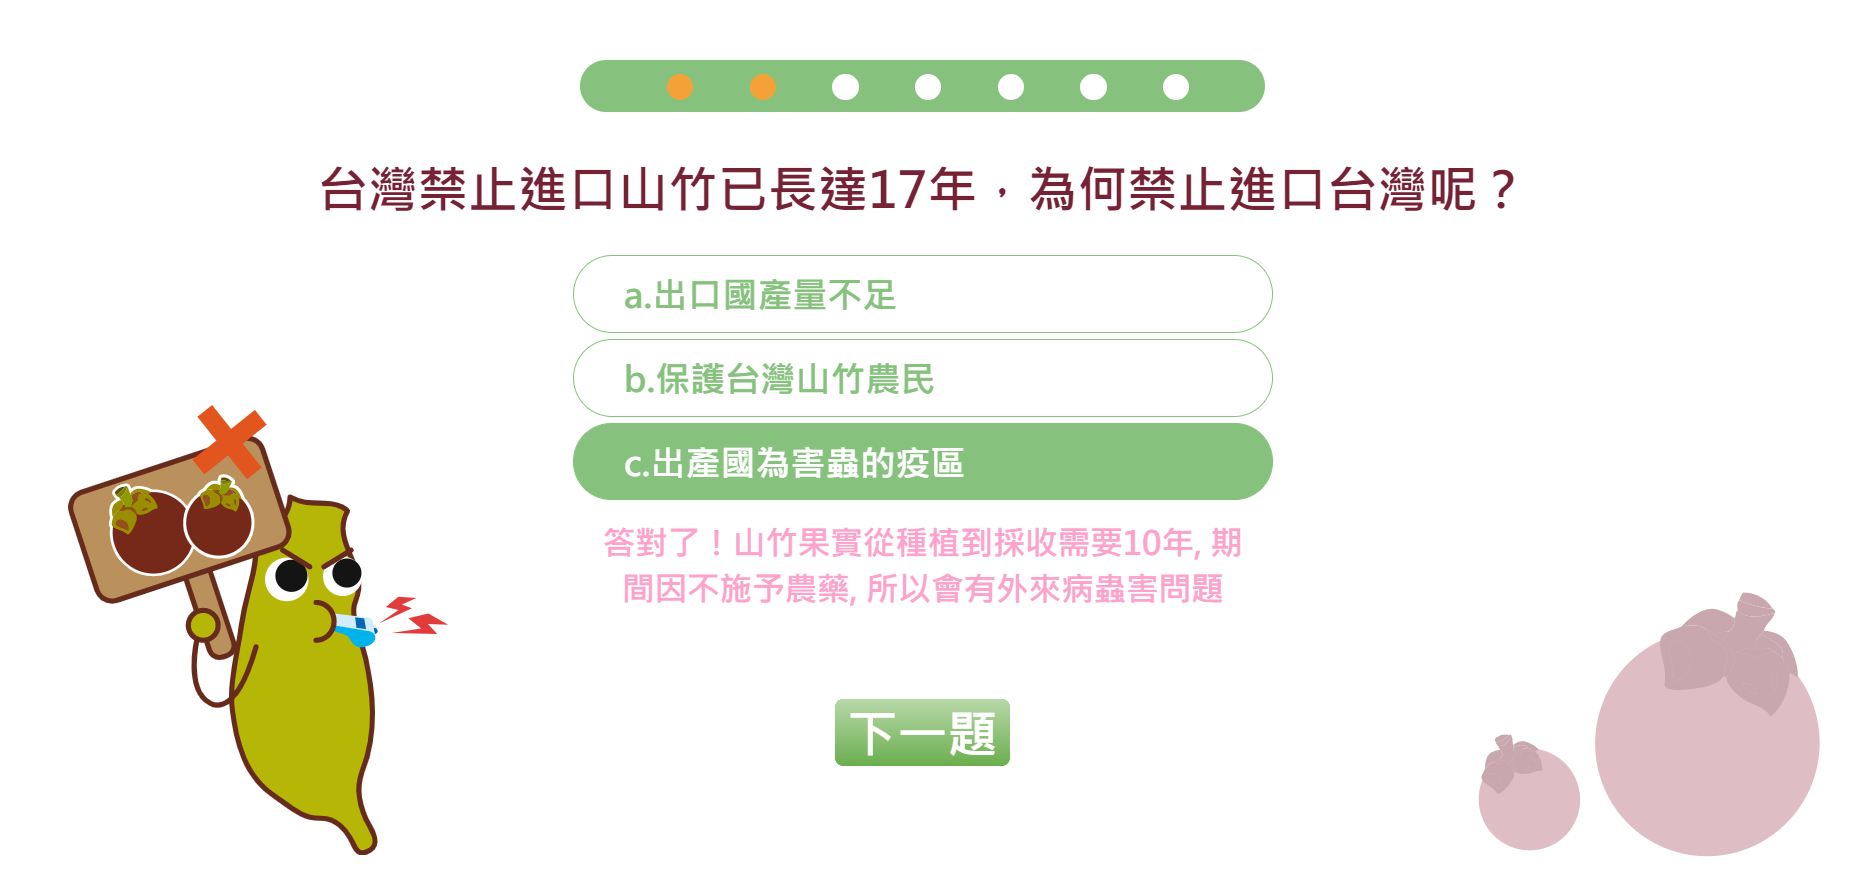 台灣禁止進口山竹已長達17年，為何禁止進口台灣呢？
a.出口國產量不足
b.保護台灣山竹農民
c.出產國為害蟲的疫區
答對了！山竹果實從種植到採收需要10年, 期
間因不施予農藥, 所以會有外來病蟲害問題
下一題